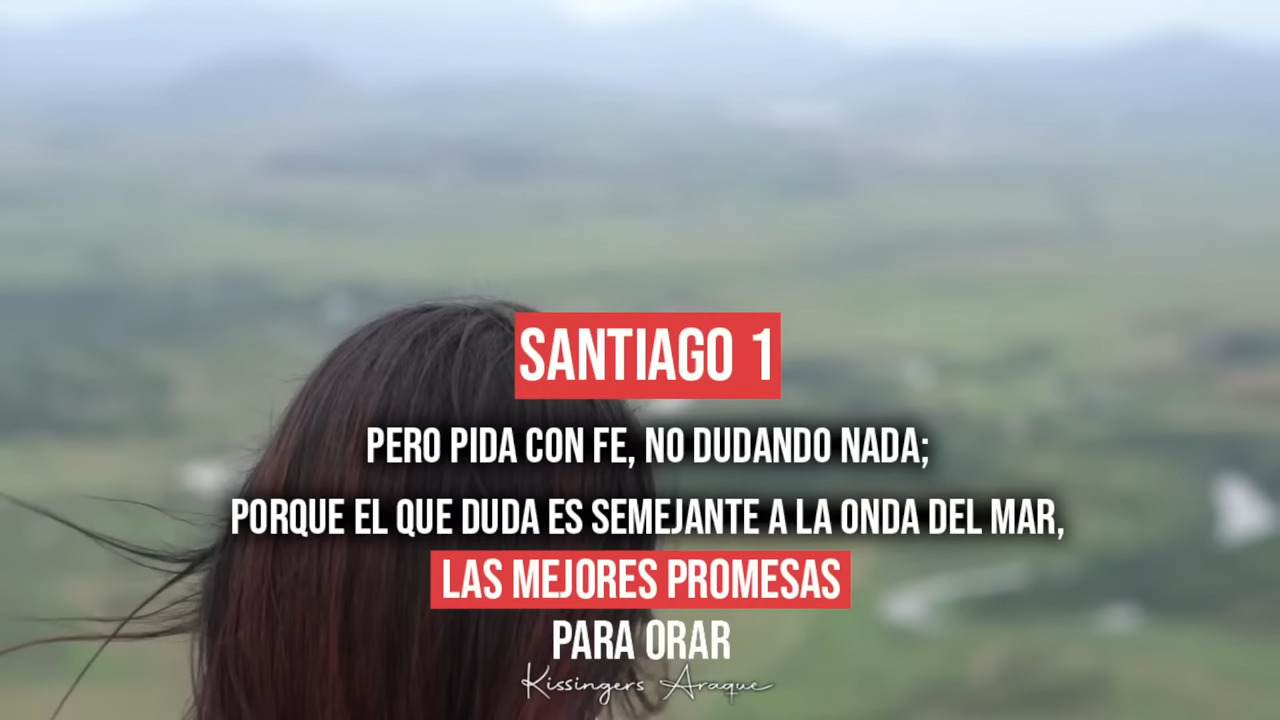 SANTIAGO 1
PERO PIDA CON FE, NO DUDANDO NADA;
PORQUE EL QUE DUDA ES SEMEJANTE A LA ONDA DEL MAR,
LAS MEJORES PROMESAS
PARA ORAR
Kissingers Araque